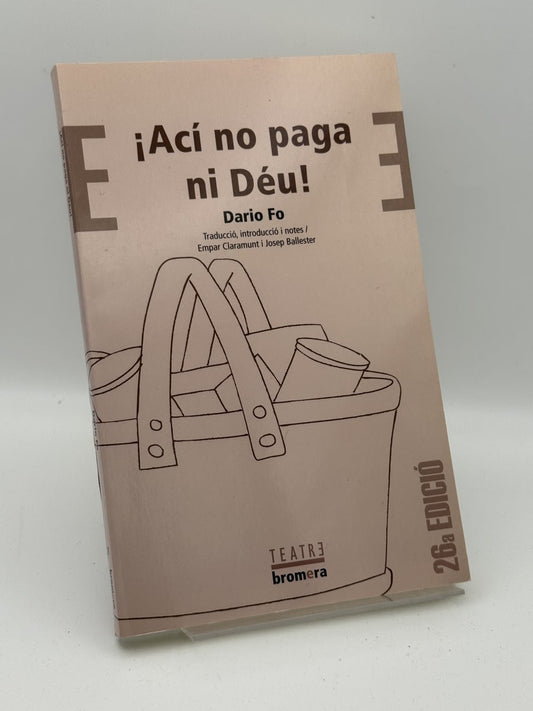 ¡Ací no paga
ni Déu!
Dario Fo
Traducció, introducció i notes /
Empar Claramunt i Josep Ballester
26a EDICIÓ
TEATRE
bromera